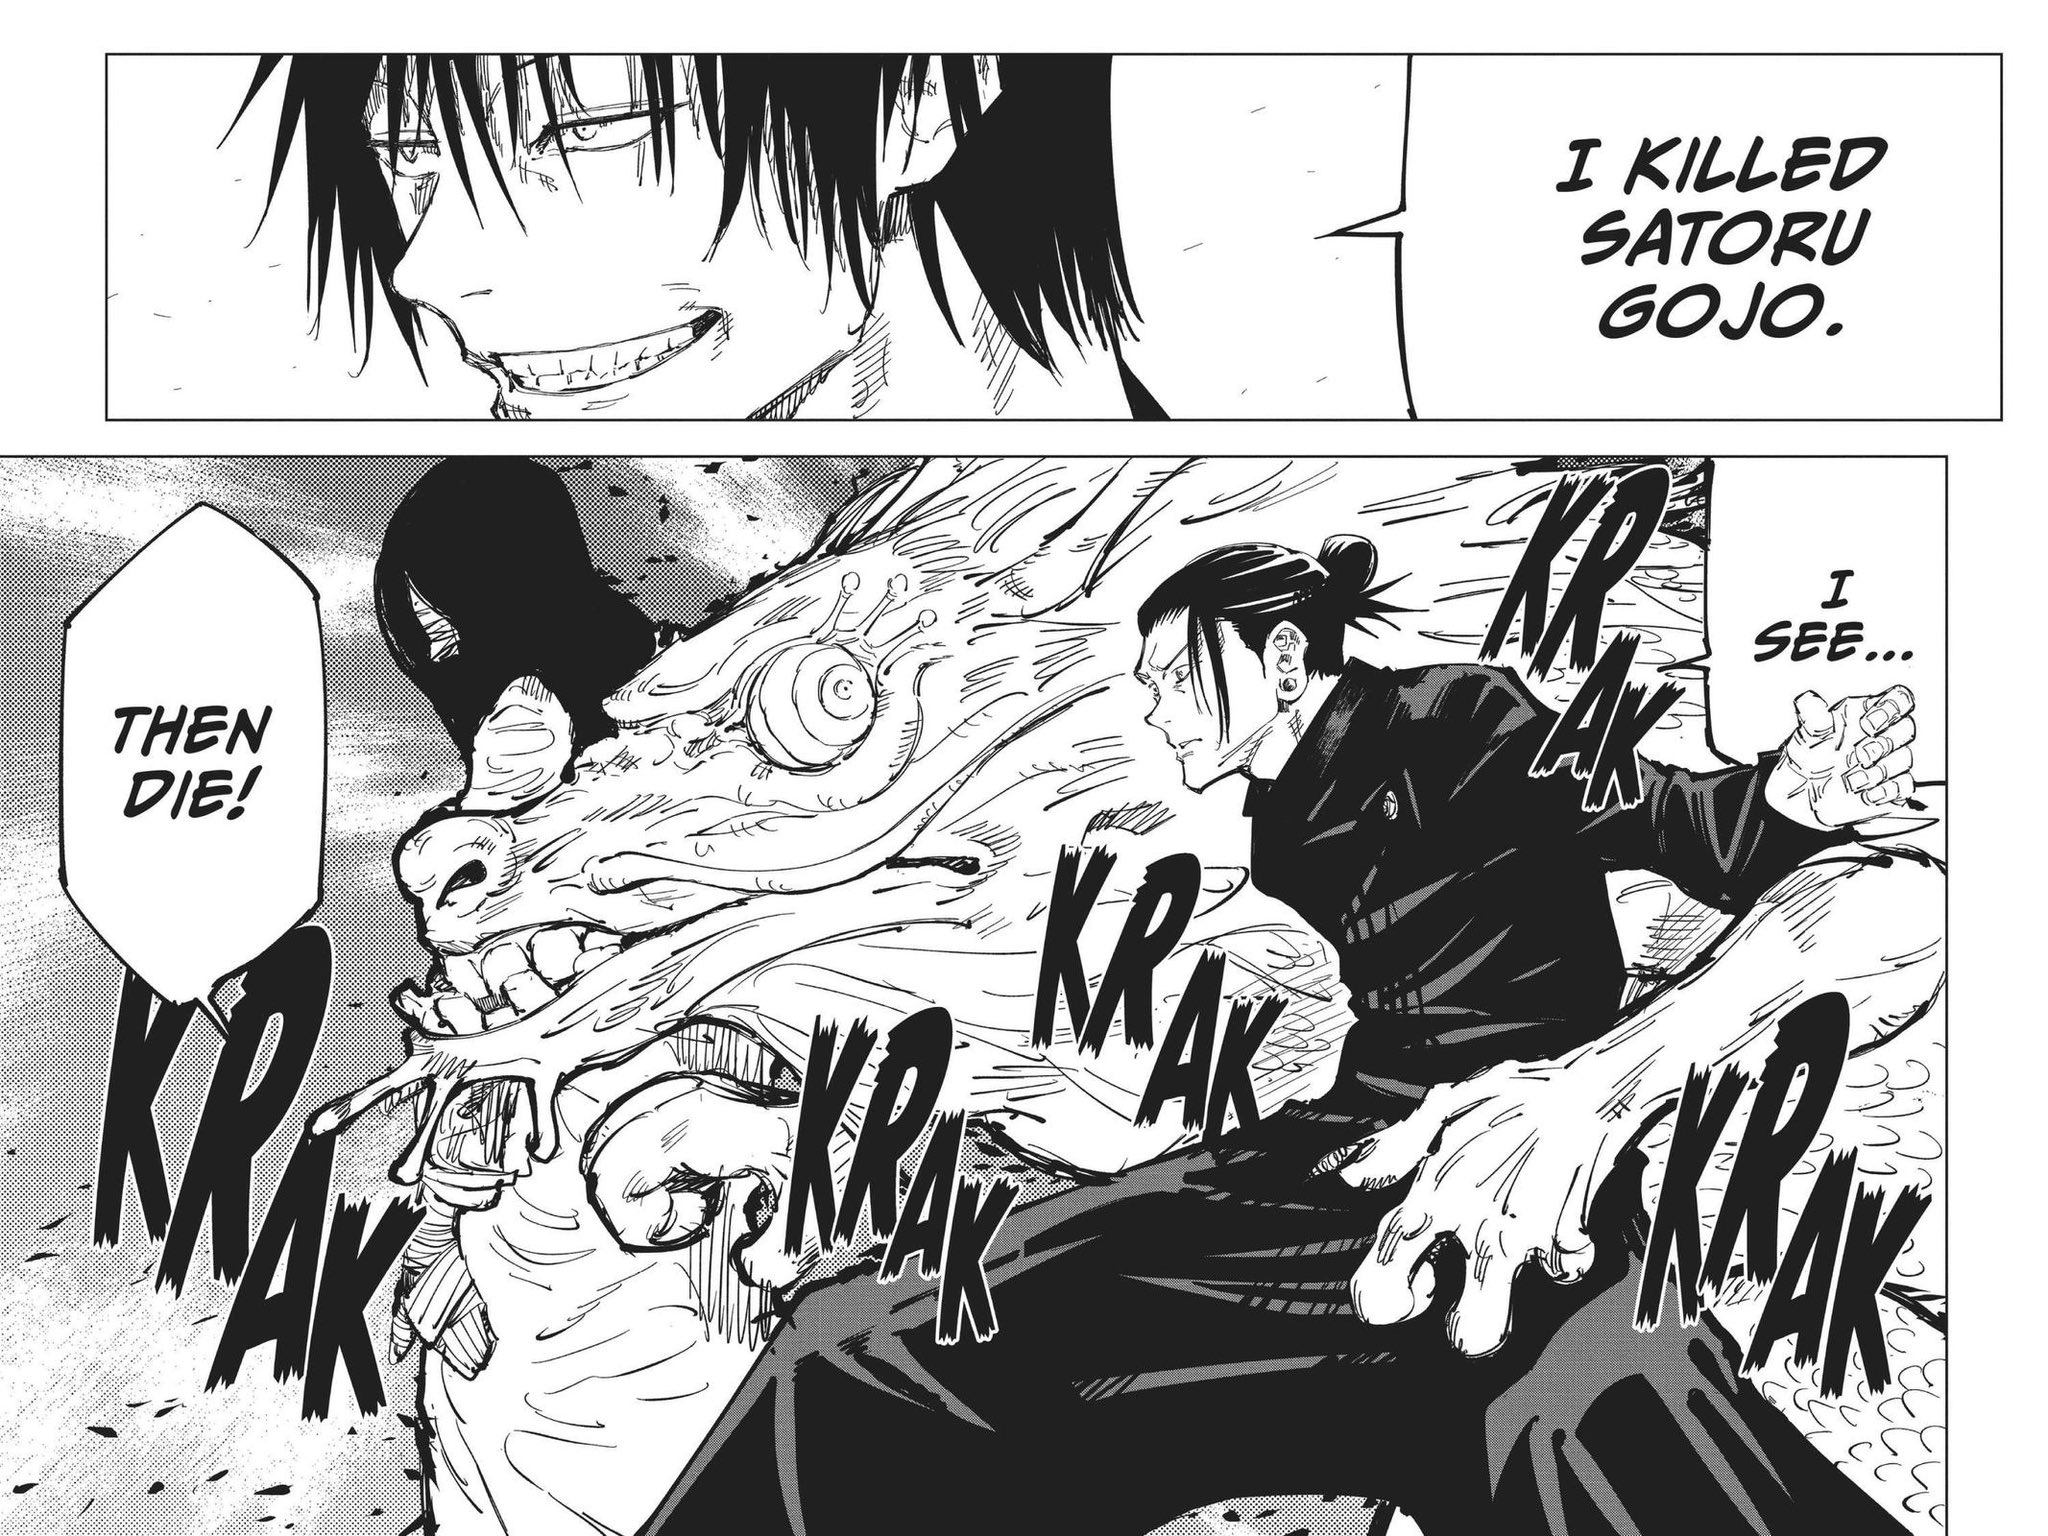 I KILLED
SATORU
GOJO.
I
SEE...
KRAK
KRAK
KRAK
KRAK
THEN
DIE!
KRAK